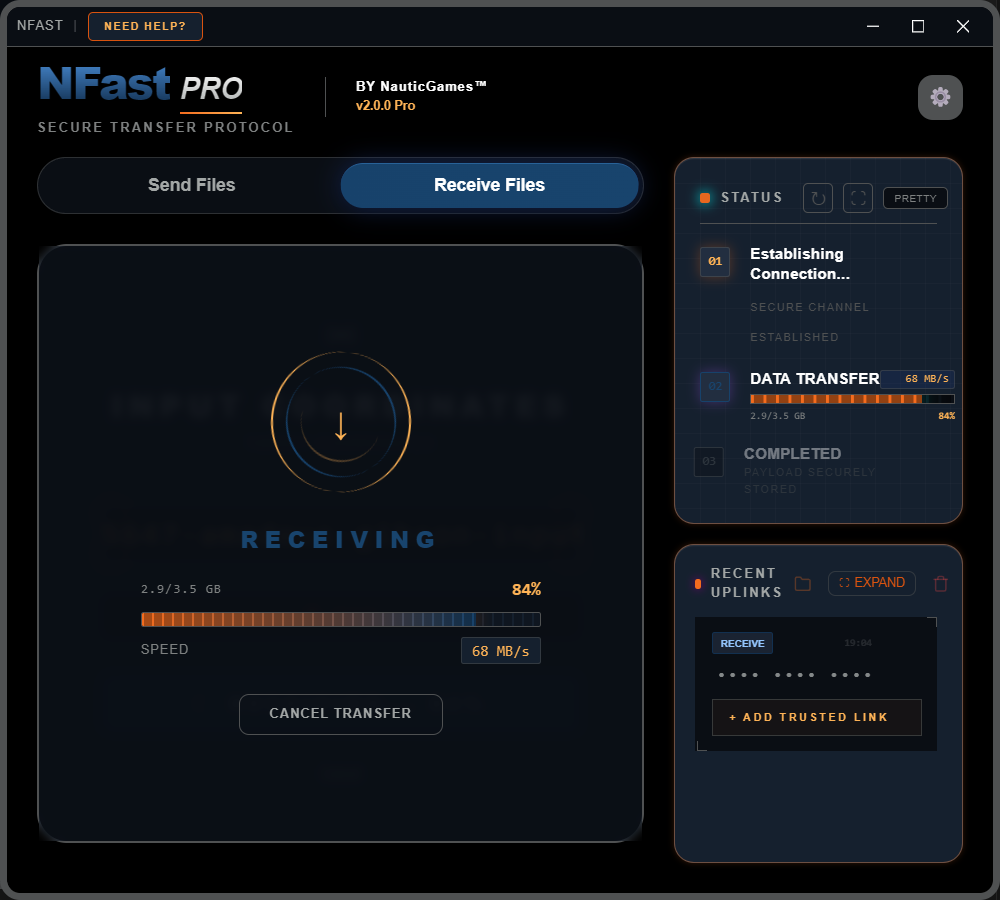 NFAST | NEED HELP?
NFast PRO
SECURE TRANSFER PROTOCOL
BY NauticGames™
v2.0.0 Pro
Send Files
Receive Files
RECEIVING
2.9/3.5 GB
84%
SPEED
68 MB/s
CANCEL TRANSFER
STATUS
PRETTY
01
Establishing
Connection...
SECURE CHANNEL
ESTABLISHED
02
DATA TRANSFER
68 MB/s
2.9/3.5 GB
84%
03
COMPLETED
PAYLOAD SECURELY
STORED
RECENT
UPLINKS
EXPAND
RECEIVE
19:04
•••• •••• ••••
+ ADD TRUSTED LINK